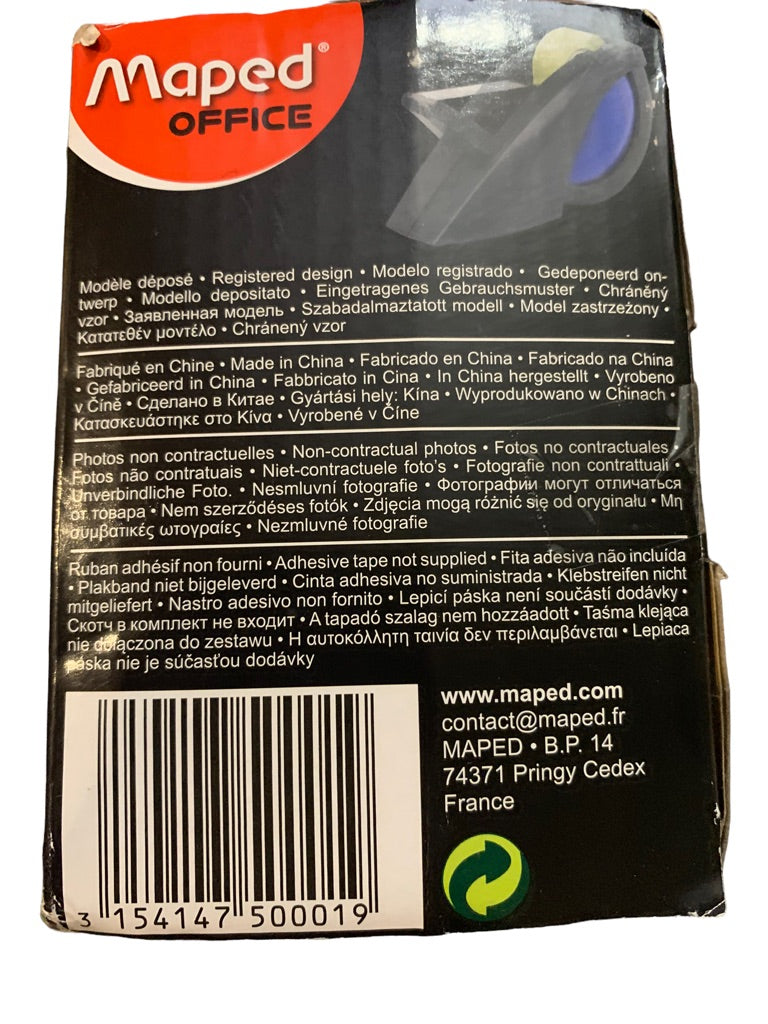 Maped®
OFFICE
Modèle déposé • Registered design • Modelo registrado • Gedeponeerd on-
twerp • Modello depositato • Eingetragenes Gebrauchsmuster • Chráněný
vzor • Заявленная модель • Szabadalmaztatott modell • Model zastrzeżony •
Κατατεθέν μοντέλο • Chránený vzor
Fabriqué en Chine • Made in China • Fabricado en China • Fabricado na China
• Gefabriceerd in China • Fabbricato in Cina • In China hergestellt • Vyrobeno
v Číně • Сделано в Китае • Gyártási hely: Kína • Wyprodukowano w Chinach •
Κατασκευάστηκε στο Κίνα • Vyrobené v Číne
Photos non contractuelles • Non-contractual photos • Fotos no contractuales
Fotos não contratuais • Niet-contractuele foto's • Fotografie non contrattuali •
Unverbindliche Foto. • Nesmluvní fotografie • Фотографии могут отличаться
от товара • Nem szerződéses fotók • Zdjęcia mogą różnić się od oryginału • Μη
συμβατικές ωτογραίες • Nezmluvné fotografie
Ruban adhésif non fourni • Adhesive tape not supplied • Fita adesiva não incluída
• Plakband niet bijgeleverd • Cinta adhesiva no suministrada • Klebstreifen nicht
mitgeliefert • Nastro adesivo non fornito • Lepicí páska není součástí dodávky •
Скотч в комплект не входит • A tapadó szalag nem hozzáadott • Taśma klejąca
nie dołączona do zestawu • Η αυτοκόλλητη ταινία δεν περιλαμβάνεται • Lepiaca
páska nie je súčasťou dodávky
www.maped.com
contact@maped.fr
MAPED • B.P. 14
74371 Pringy Cedex
France
3 154147 500019